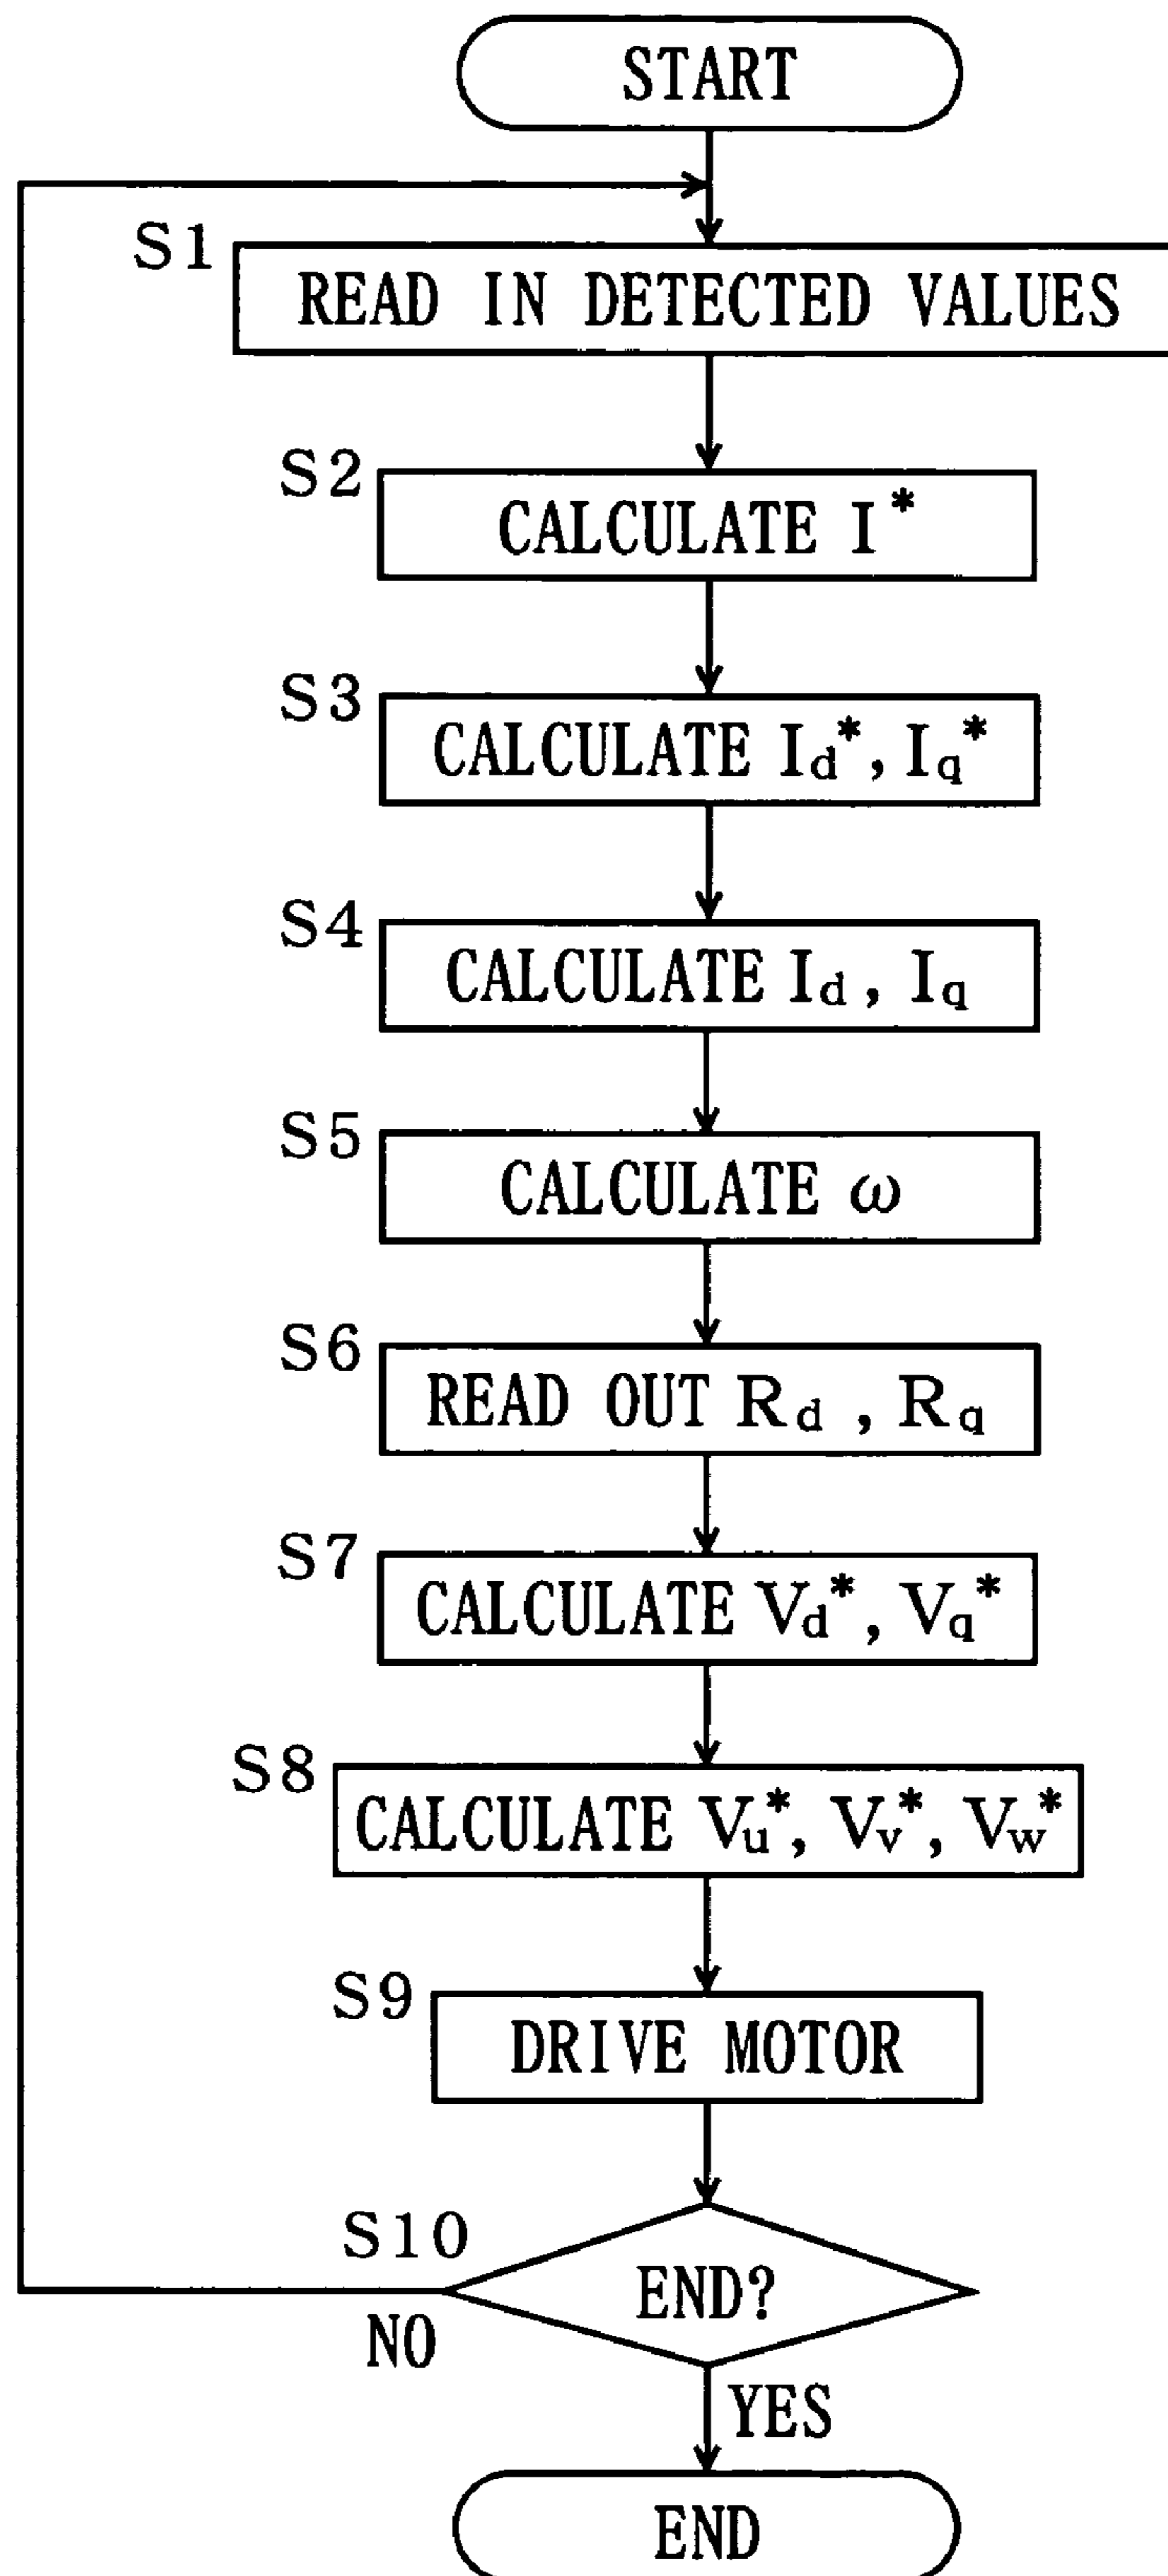 START
S1
READ IN DETECTED VALUES
S2
CALCULATE I*
S3
CALCULATE Id*, Iq*
S4
CALCULATE Id, Iq
S5
CALCULATE ω
S6
READ OUT Rd, Rq
S7
CALCULATE Vd*, Vq*
S8
CALCULATE Vu*, Vv*, Vw*
S9
DRIVE MOTOR
S10
END?
NO
YES
END